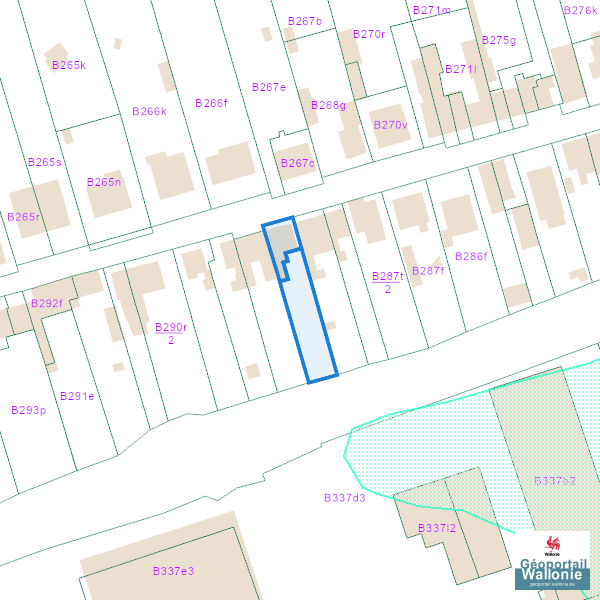 B267b
B271m
B276k
B270r
B275g
B265k
B271l
B267e
B266f
B268g
B266k
B270v
B265s
B267c
B265n
B265r
B286f
B287t
2
B287f
B292f
B290r
2
B291e
B293p
B337b2
B337d3
B337l2
B337e3
Wallonie
Géoportail
Wallonie
geoportail.wallonie.be